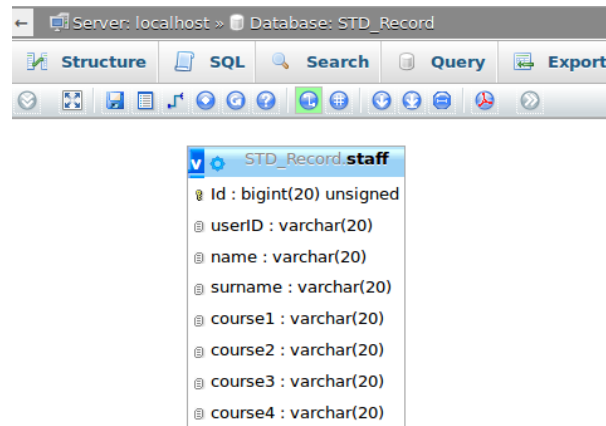 ← Server: localhost » Database: STD_Record
Structure SQL Search Query Export
v STD_Record.staff
Id : bigint(20) unsigned
userID : varchar(20)
name : varchar(20)
surname : varchar(20)
course1 : varchar(20)
course2 : varchar(20)
course3 : varchar(20)
course4 : varchar(20)